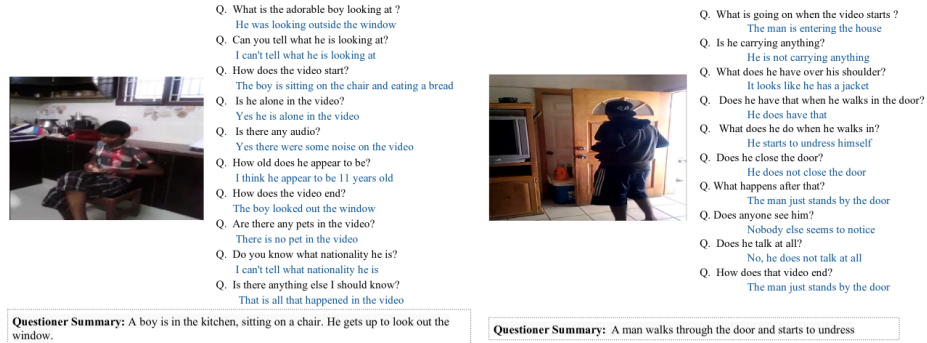 Q. What is the adorable boy looking at ?
He was looking outside the window
Q. Can you tell what he is looking at?
I can't tell what he is looking at
Q. How does the video start?
The boy is sitting on the chair and eating a bread
Q. Is he alone in the video?
Yes he is alone in the video
Q. Is there any audio?
Yes there were some noise on the video
Q. How old does he appear to be?
I think he appear to be 11 years old
Q. How does the video end?
The boy looked out the window
Q. Are there any pets in the video?
There is no pet in the video
Q. Do you know what nationality he is?
I can't tell what nationality he is
Q. Is there anything else I should know?
That is all that happened in the video
Questioner Summary: A boy is in the kitchen, sitting on a chair. He gets up to look out the
window.
Q. What is going on when the video starts ?
The man is entering the house
Q. Is he carrying anything?
He is not carrying anything
Q. What does he have over his shoulder?
It looks like he has a jacket
Q. Does he have that when he walks in the door?
He does have that
Q. What does he do when he walks in?
He starts to undress himself
Q. Does he close the door?
He does not close the door
Q. What happens after that?
The man just stands by the door
Q. Does anyone see him?
Nobody else seems to notice
Q. Does he talk at all?
No, he does not talk at all
Q. How does that video end?
The man just stands by the door
Questioner Summary: A man walks through the door and starts to undress